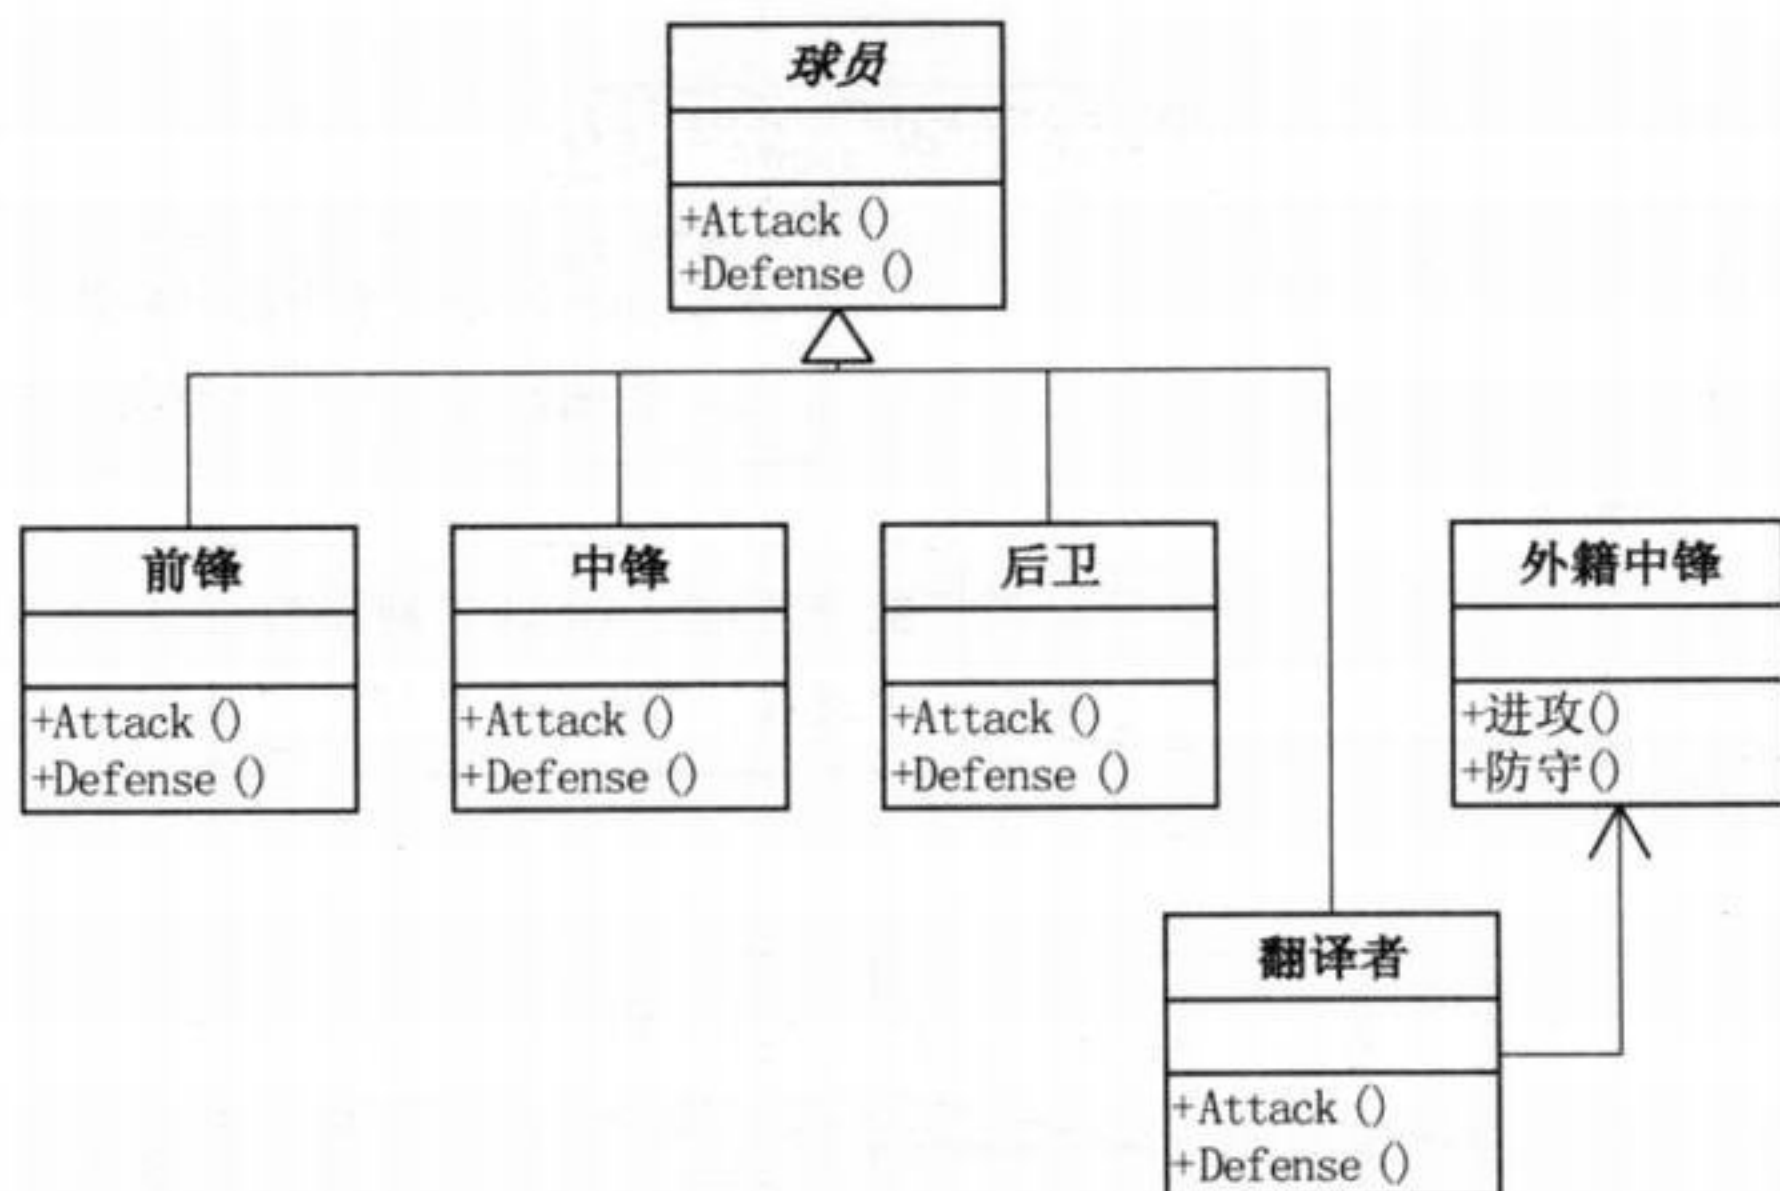 球员
+Attack ()
+Defense ()
前锋
+Attack ()
+Defense ()
中锋
+Attack ()
+Defense ()
后卫
+Attack ()
+Defense ()
外籍中锋
+进攻()
+防守()
翻译者
+Attack ()
+Defense ()